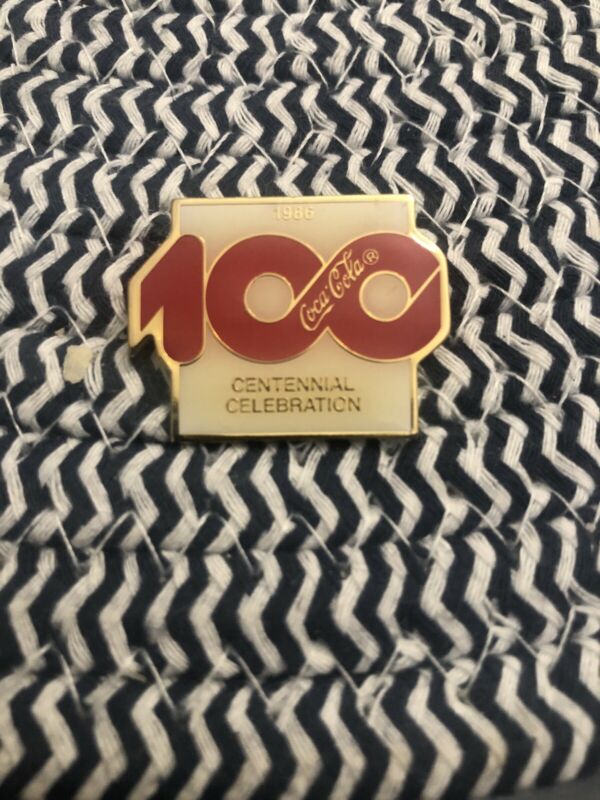 1986
100
Coca-Cola®
CENTENNIAL
CELEBRATION